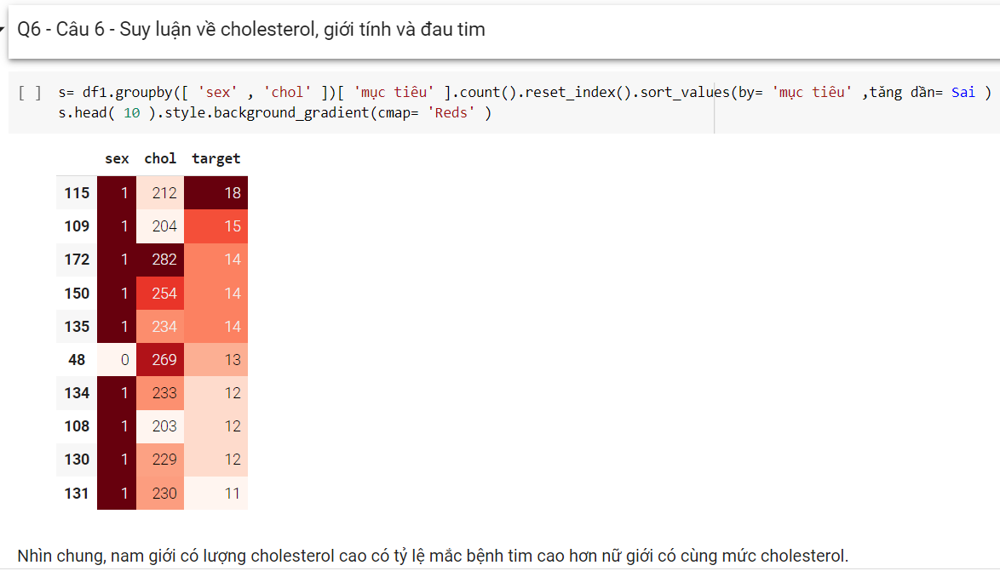 Q6 - Câu 6 - Suy luận về cholesterol, giới tính và đau tim
[ ] s= df1.groupby([ 'sex' , 'chol' ])[ 'mục tiêu' ].count().reset_index().sort_values(by= 'mục tiêu' ,tăng dần= Sai )
s.head( 10 ).style.background_gradient(cmap= 'Reds' )
sex chol target
115 1 212 18
109 1 204 15
172 1 282 14
150 1 254 14
135 1 234 14
48 0 269 13
134 1 233 12
108 1 203 12
130 1 229 12
131 1 230 11
Nhìn chung, nam giới có lượng cholesterol cao có tỷ lệ mắc bệnh tim cao hơn nữ giới có cùng mức cholesterol.